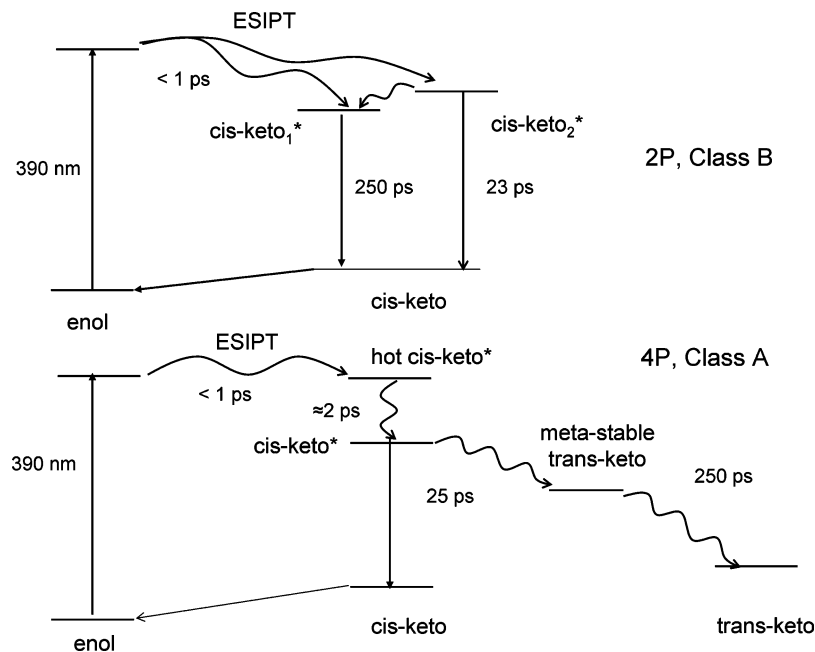 ESIPT
< 1 ps
cis-keto₁*
cis-keto₂*
2P, Class B
390 nm
250 ps
23 ps
cis-keto
enol
ESIPT
hot cis-keto*
4P, Class A
< 1 ps
≈2 ps
cis-keto*
meta-stable
trans-keto
390 nm
25 ps
250 ps
cis-keto
trans-keto
enol